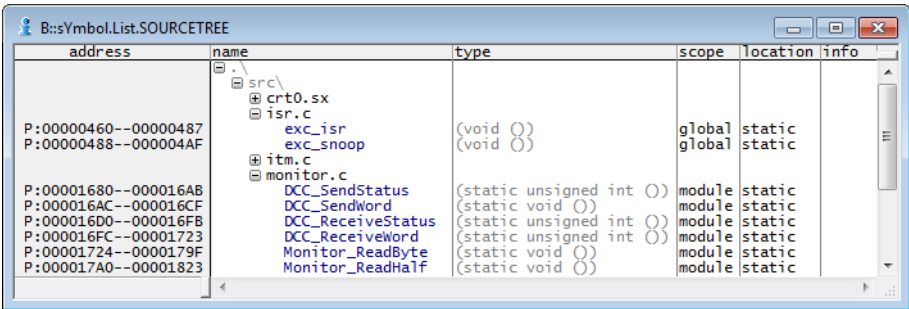 B::sYmbol.List.SOURCETREE
address name type scope location info
.\
src\
crt0.sx
isr.c
P:00000460--00000487 exc_isr (void ()) global static
P:00000488--000004AF exc_snoop (void ()) global static
itm.c
monitor.c
P:00001680--000016AB DCC_SendStatus (static unsigned int ()) module static
P:000016AC--000016CF DCC_SendWord (static void ()) module static
P:000016D0--000016FB DCC_ReceiveStatus (static unsigned int ()) module static
P:000016FC--00001723 DCC_ReceiveWord (static unsigned int ()) module static
P:00001724--0000179F Monitor_ReadByte (static void ()) module static
P:000017A0--00001823 Monitor_ReadHalf (static void ()) module static